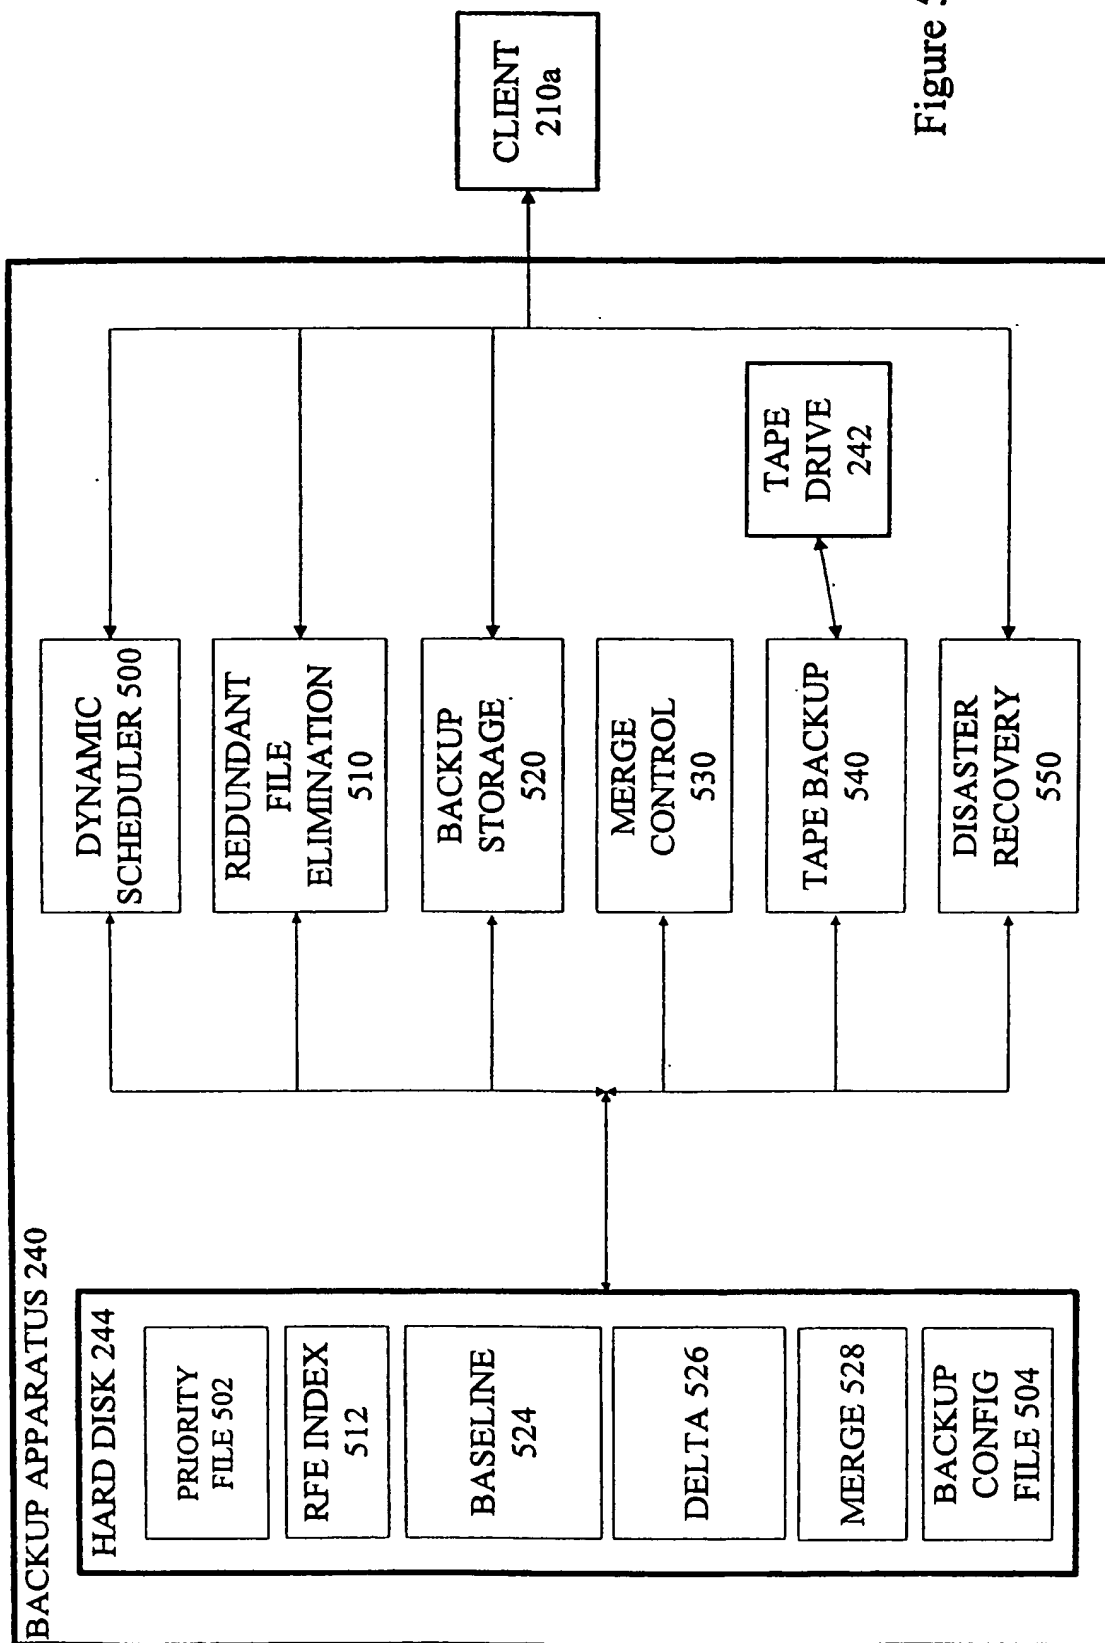 BACKUP APPARATUS 240
HARD DISK 244
PRIORITY
FILE 502
RFE INDEX
512
BASELINE
524
DELTA 526
MERGE 528
BACKUP
CONFIG
FILE 504
DYNAMIC
SCHEDULER 500
REDUNDANT
FILE
ELIMINATION
510
BACKUP
STORAGE
520
MERGE
CONTROL
530
TAPE BACKUP
540
DISASTER
RECOVERY
550
TAPE
DRIVE
242
CLIENT
210a
Figure 5